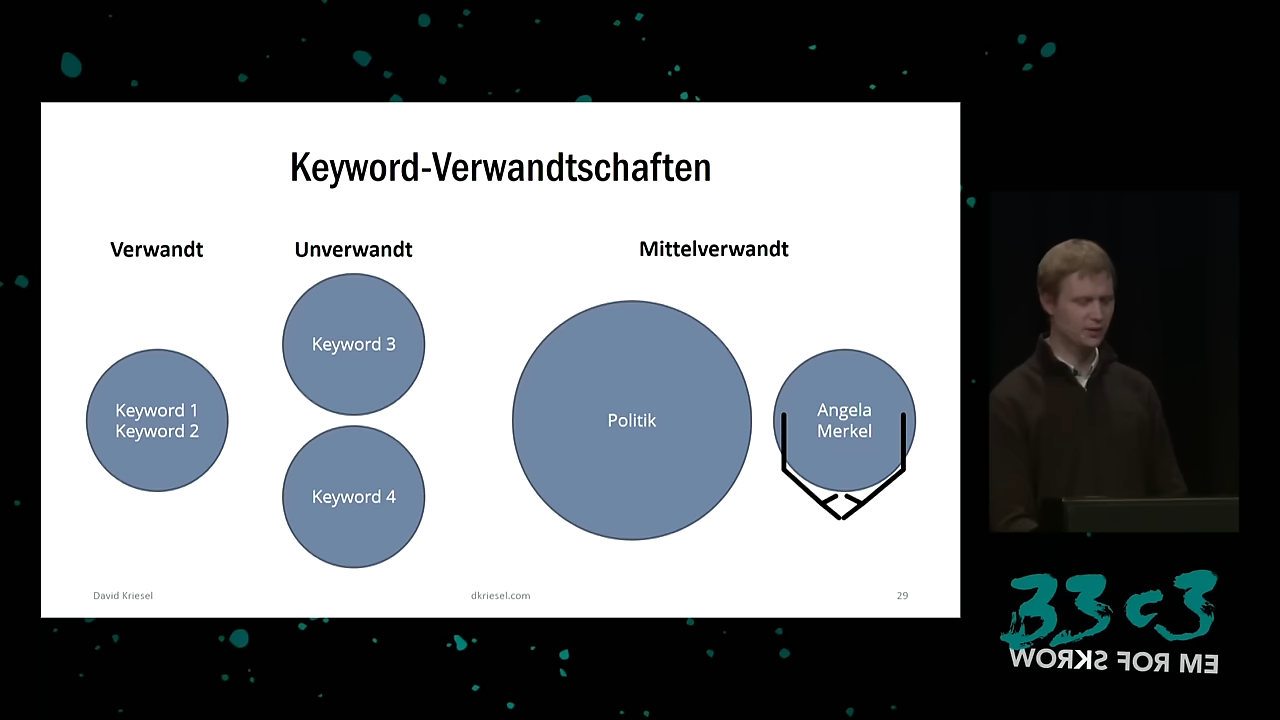 Keyword-Verwandtschaften
Verwandt
Unverwandt
Mittelverwandt
Keyword 1
Keyword 2
Keyword 3
Keyword 4
Politik
Angela
Merkel
David Kriesel
dkriesel.com
29
33c3
WORKS FOR ME